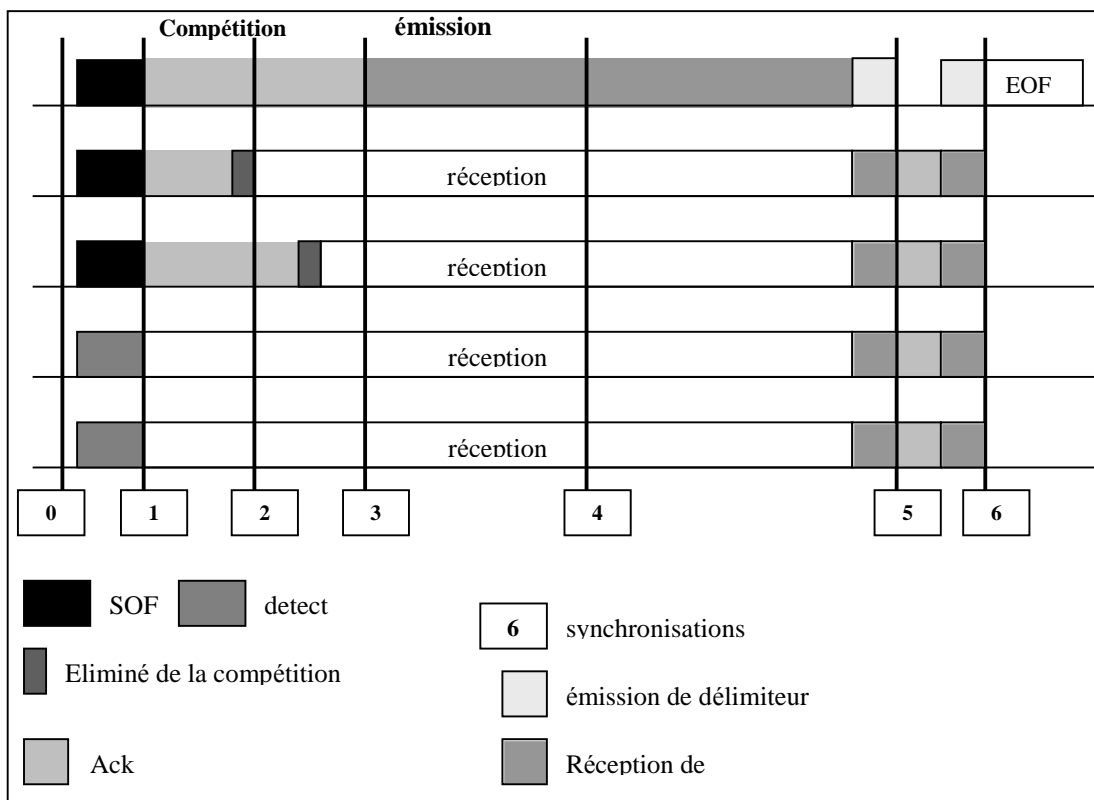 Compétition émission
EOF
réception
réception
réception
réception
0 1 2 3 4 5 6
SOF detect
6 synchronisations
Eliminé de la compétition
émission de délimiteur
Ack
Réception de